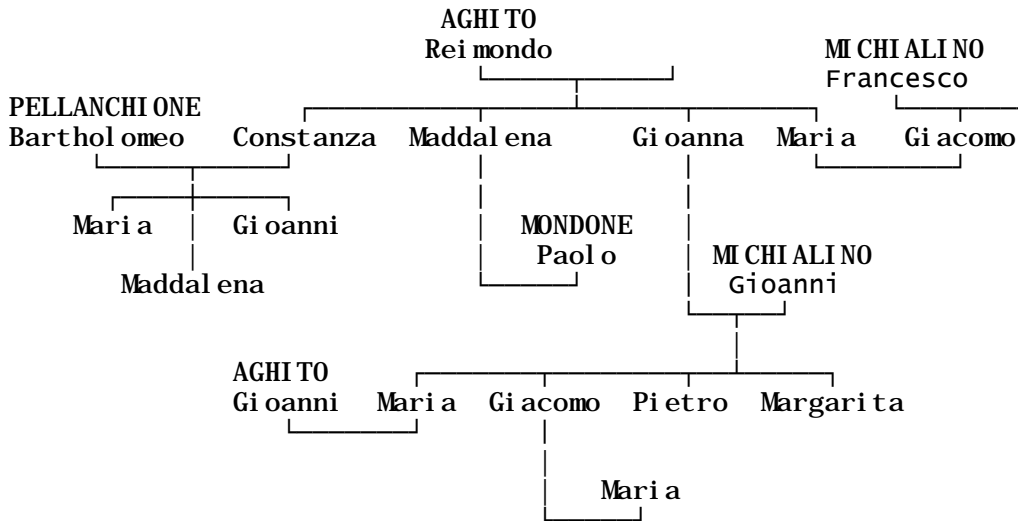 AGHITO
Reimondo MICHIALINO
Francesco
PELLANCHIONE
Bartholomeo Constanza Maddalena Gioanna Maria Giacomo
Maria Gioanni MONDONE
Paolo MICHIALINO
Maddalena Gioanni
AGHITO
Gioanni Maria Giacomo Pietro Margarita
Maria